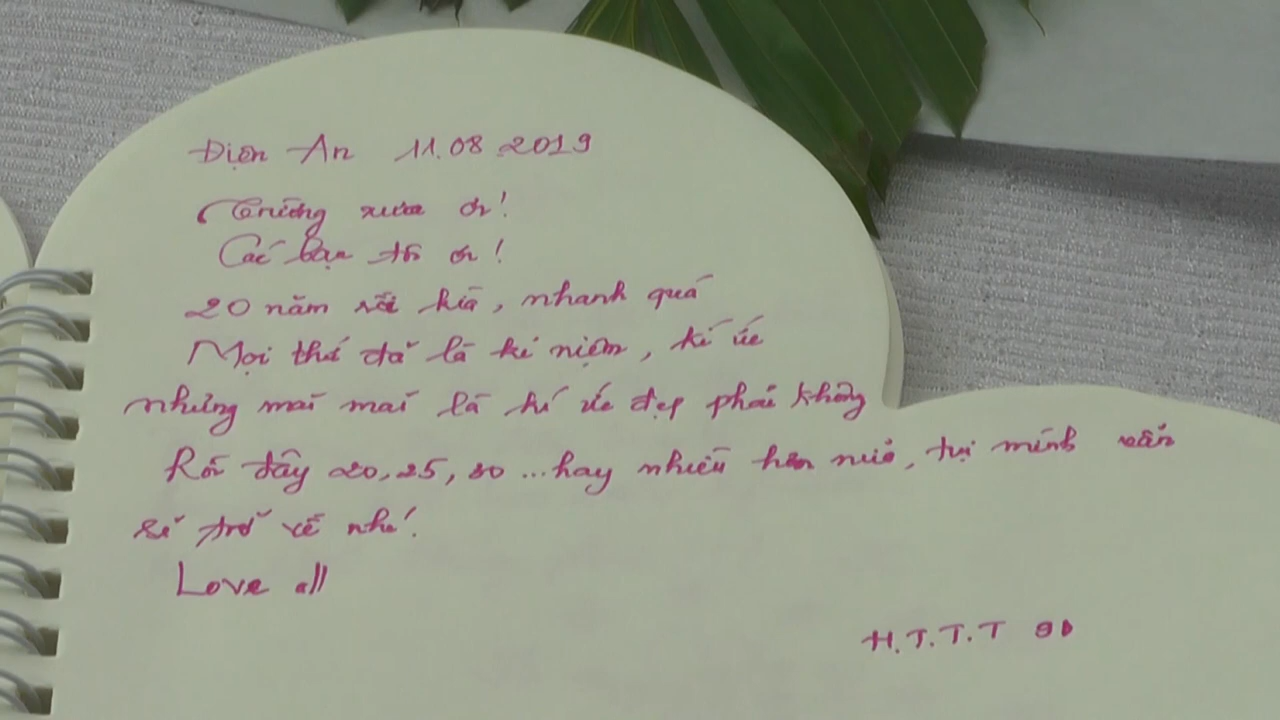 Diên An 11.08.2019
Trường xưa ơi!
Các bạn tôi ơi!
20 năm rồi kia, nhanh quá
Mọi thứ đã là kỉ niệm, kí ức
nhưng mãi mãi là kí ức đẹp phải không
Rồi đây 20, 25, 30 ... hay nhiều hơn nữa, tụi mình vẫn
sẽ trở về nhé!
Love all
H.T.T.T